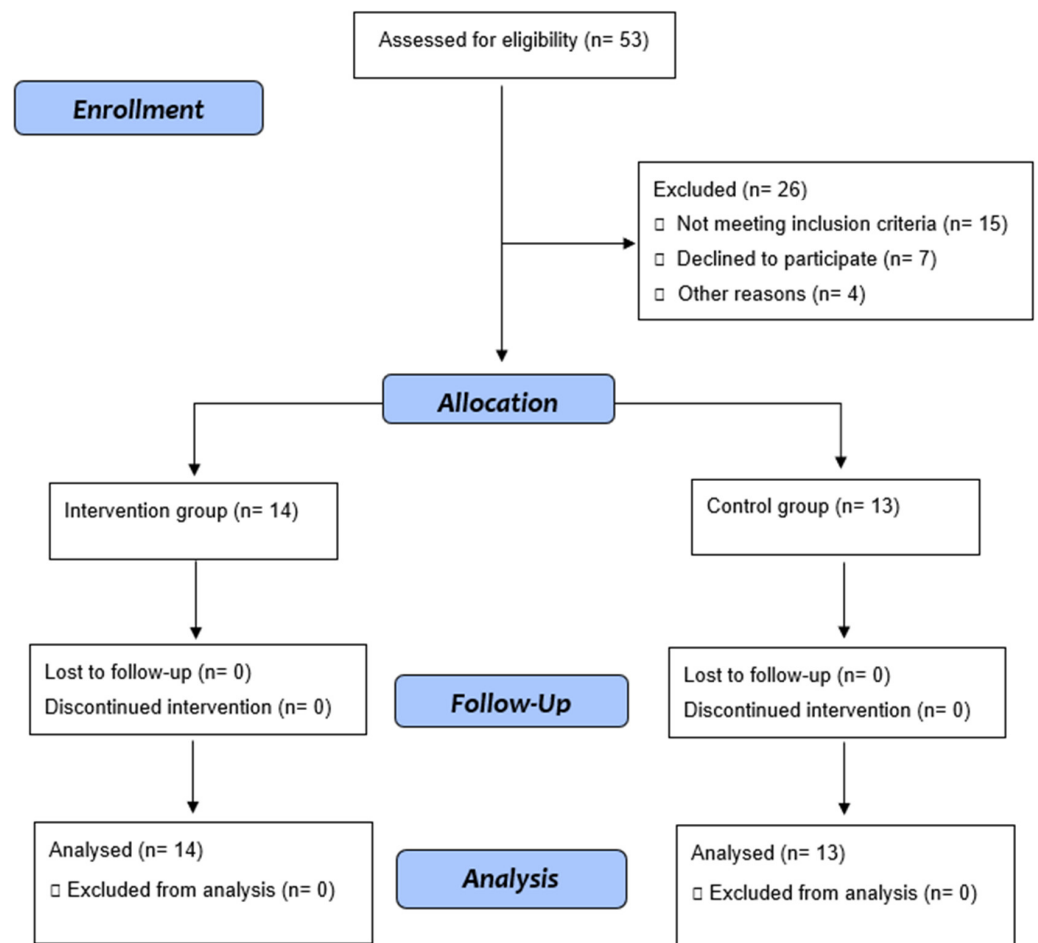 Assessed for eligibility (n= 53)
Enrollment
Excluded (n= 26)
▯ Not meeting inclusion criteria (n= 15)
▯ Declined to participate (n= 7)
▯ Other reasons (n= 4)
Allocation
Intervention group (n= 14)
Control group (n= 13)
Lost to follow-up (n= 0)
Discontinued intervention (n= 0)
Follow-Up
Lost to follow-up (n= 0)
Discontinued intervention (n= 0)
Analysed (n= 14)
▯ Excluded from analysis (n= 0)
Analysis
Analysed (n= 13)
▯ Excluded from analysis (n= 0)